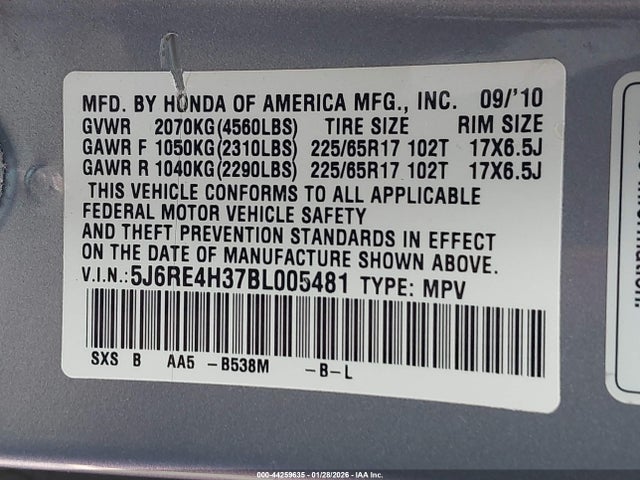 MFD. BY HONDA OF AMERICA MFG., INC. 09/'10
GVWR 2070KG(4560LBS) TIRE SIZE RIM SIZE
GAWR F 1050KG(2310LBS) 225/65R17 102T 17X6.5J
GAWR R 1040KG(2290LBS) 225/65R17 102T 17X6.5J
THIS VEHICLE CONFORMS TO ALL APPLICABLE
FEDERAL MOTOR VEHICLE SAFETY
AND THEFT PREVENTION STANDARDS IN EFFECT
ON THE DATE OF MANUFACTURE SHOWN ABOVE.
V.I.N.:5J6RE4H37BL005481 TYPE: MPV
SXS B AA5 -B538M -B-L
000-44259635 - 01/28/2026 - IAA Inc.